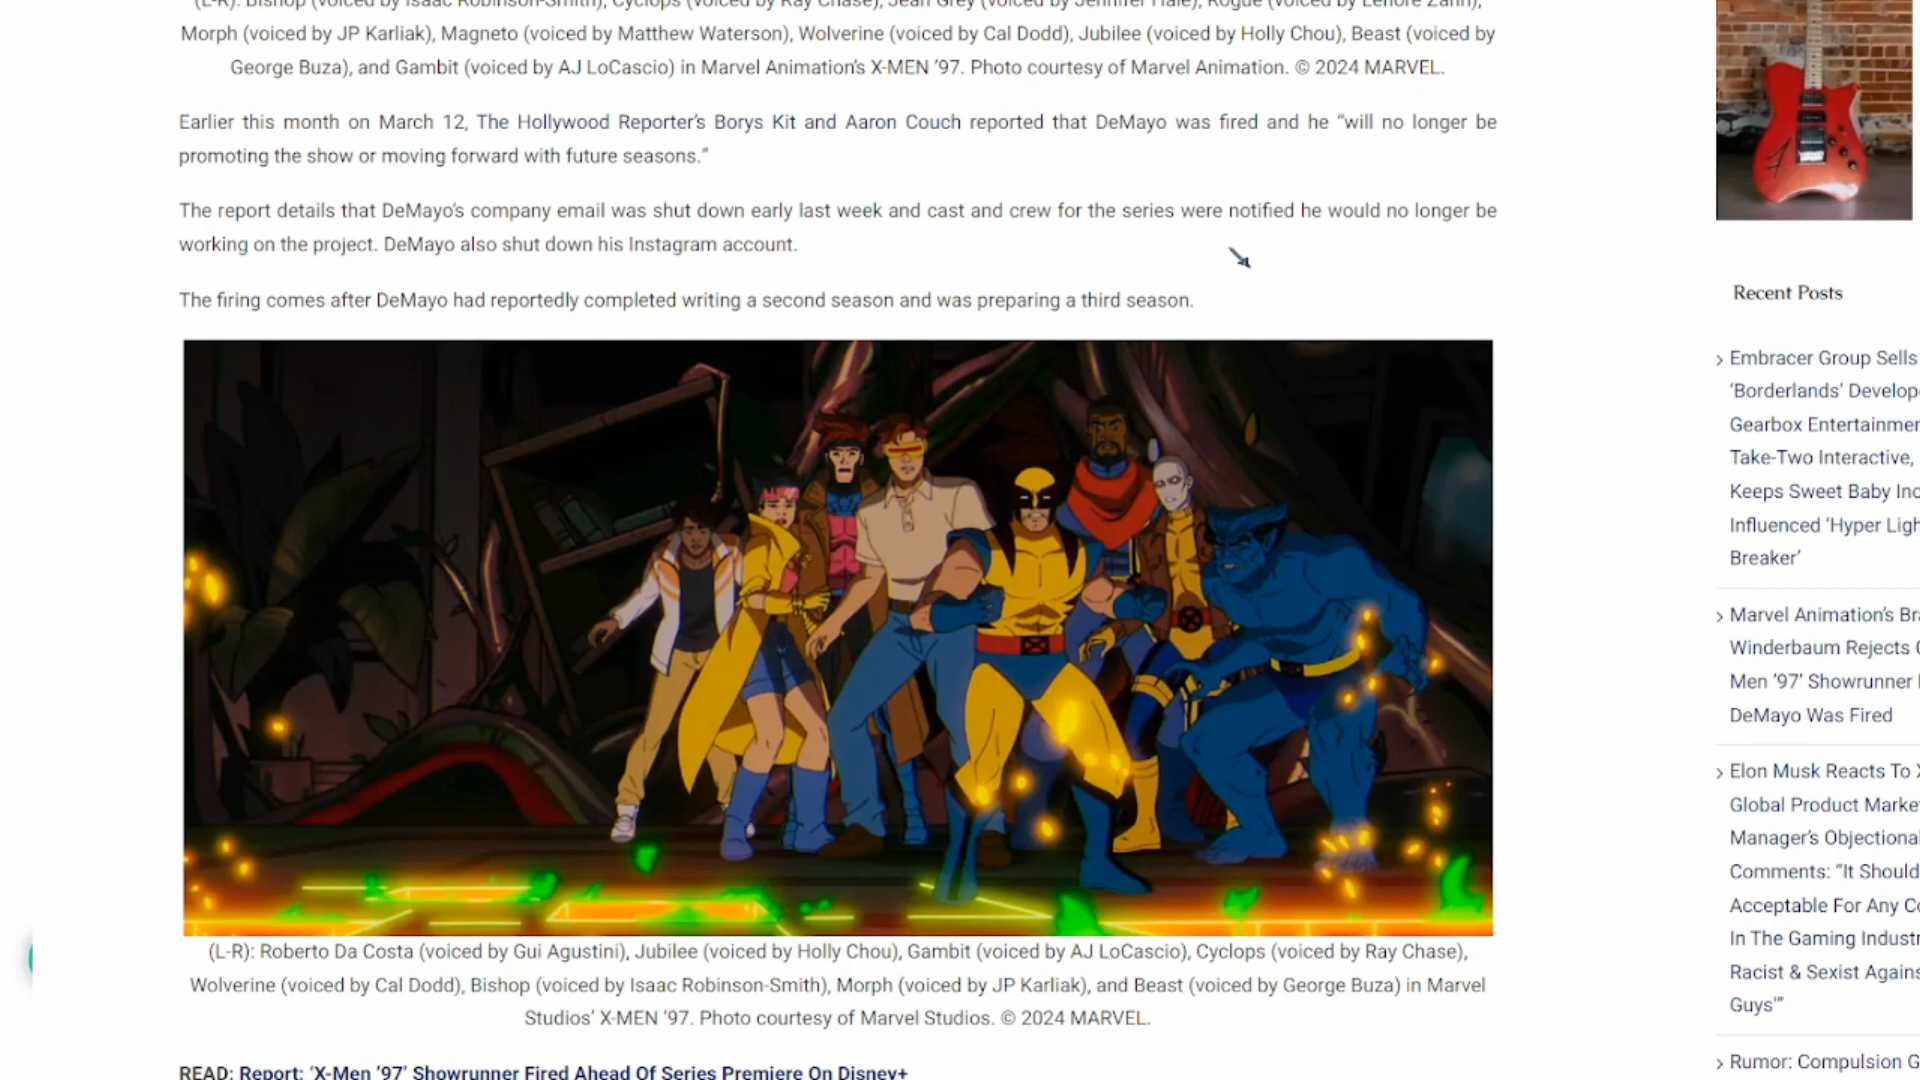 (L-R): Bishop (voiced by Isaac Robinson-Smith), Cyclops (voiced by Ray Chase), Jean Grey (voiced by Jennifer Hale), Rogue (voiced by Lenore Zann),
Morph (voiced by JP Karliak), Magneto (voiced by Matthew Waterson), Wolverine (voiced by Cal Dodd), Jubilee (voiced by Holly Chou), Beast (voiced by
George Buza), and Gambit (voiced by AJ LoCascio) in Marvel Animation’s X-MEN ’97. Photo courtesy of Marvel Animation. © 2024 MARVEL.
Earlier this month on March 12, The Hollywood Reporter’s Borys Kit and Aaron Couch reported that DeMayo was fired and he “will no longer be
promoting the show or moving forward with future seasons.”
The report details that DeMayo’s company email was shut down early last week and cast and crew for the series were notified he would no longer be
working on the project. DeMayo also shut down his Instagram account.
The firing comes after DeMayo had reportedly completed writing a second season and was preparing a third season.
(L-R): Roberto Da Costa (voiced by Gui Agustini), Jubilee (voiced by Holly Chou), Gambit (voiced by AJ LoCascio), Cyclops (voiced by Ray Chase),
Wolverine (voiced by Cal Dodd), Bishop (voiced by Isaac Robinson-Smith), Morph (voiced by JP Karliak), and Beast (voiced by George Buza) in Marvel
Studios’ X-MEN ’97. Photo courtesy of Marvel Studios. © 2024 MARVEL.
READ: Report: ‘X-Men ’97’ Showrunner Fired Ahead Of Series Premiere On Disney+
Recent Posts
Embracer Group Sells
‘Borderlands’ Develop
Gearbox Entertainmen
Take-Two Interactive,
Keeps Sweet Baby Inc
Influenced ‘Hyper Ligh
Breaker’
Marvel Animation’s Bra
Winderbaum Rejects
Men ’97’ Showrunner
DeMayo Was Fired
Elon Musk Reacts To
Global Product Marke
Manager’s Objectional
Comments: “It Should
Acceptable For Any Co
In The Gaming Indust
Racist & Sexist Agains
Guys’”
Rumor: Compulsion G